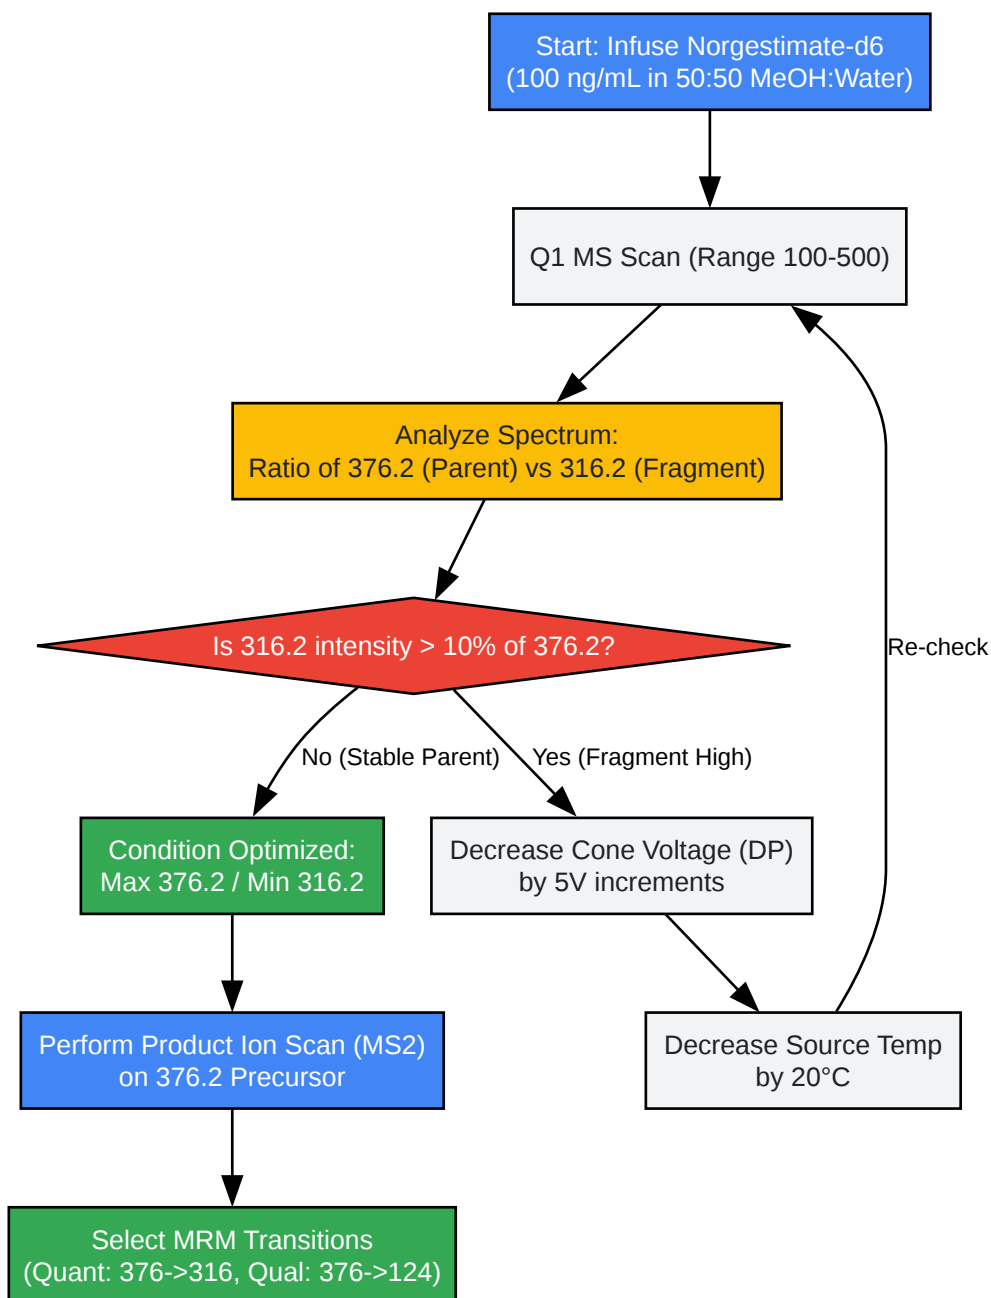 Start: Infuse Norgestimate-d6
(100 ng/mL in 50:50 MeOH:Water)
Q1 MS Scan (Range 100-500)
Analyze Spectrum:
Ratio of 376.2 (Parent) vs 316.2 (Fragment)
Is 316.2 intensity > 10% of 376.2?
Re-check
No (Stable Parent)
Yes (Fragment High)
Condition Optimized:
Max 376.2 / Min 316.2
Decrease Cone Voltage (DP)
by 5V increments
Perform Product Ion Scan (MS2)
on 376.2 Precursor
Decrease Source Temp
by 20°C
Select MRM Transitions
(Quant: 376->316, Qual: 376->124)